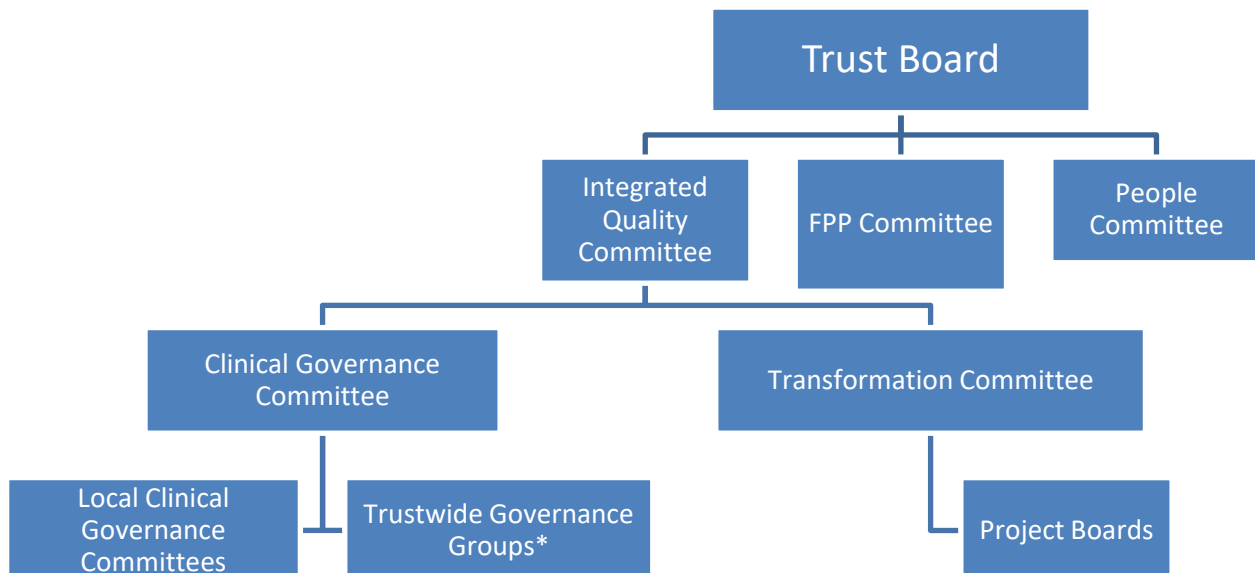 Trust Board
Integrated
Quality
Committee
FPP Committee
People
Committee
Clinical Governance
Committee
Transformation Committee
Local Clinical
Governance
Committees
Trustwide Governance
Groups*
Project Boards